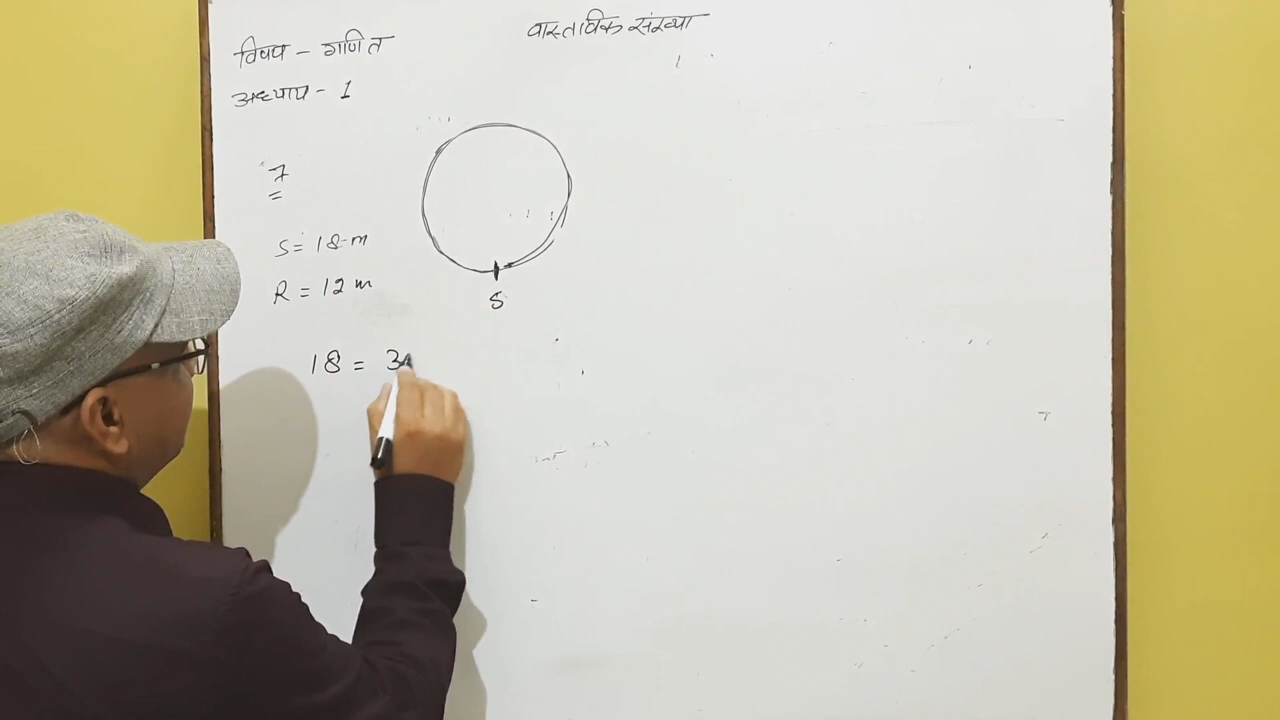 वास्तविक संख्या
विषय - गणित
अध्याय - 1
7
S = 18 m
R = 12 m
S
18 = 3